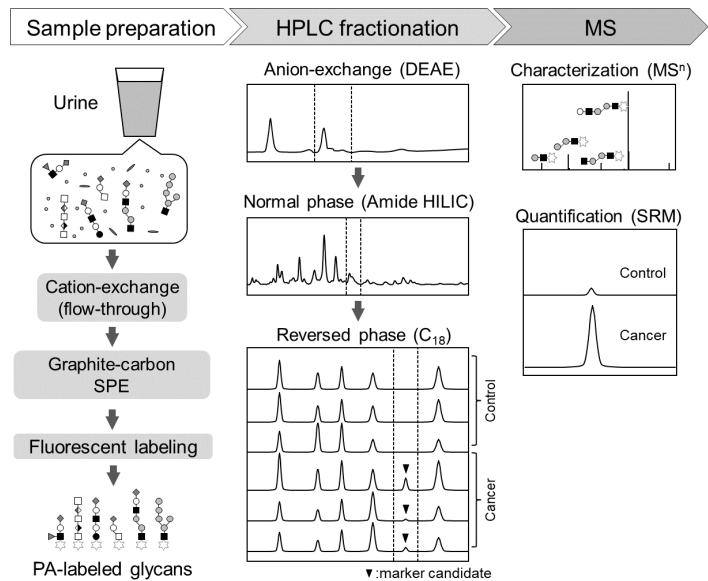 Sample preparation
HPLC fractionation
MS
Urine
Cation-exchange
(flow-through)
Graphite-carbon
SPE
Fluorescent labeling
PA-labeled glycans
Anion-exchange (DEAE)
Normal phase (Amide HILIC)
Reversed phase (C₁₈)
Control
Cancer
▼:marker candidate
Characterization (MSⁿ)
Quantification (SRM)
Control
Cancer